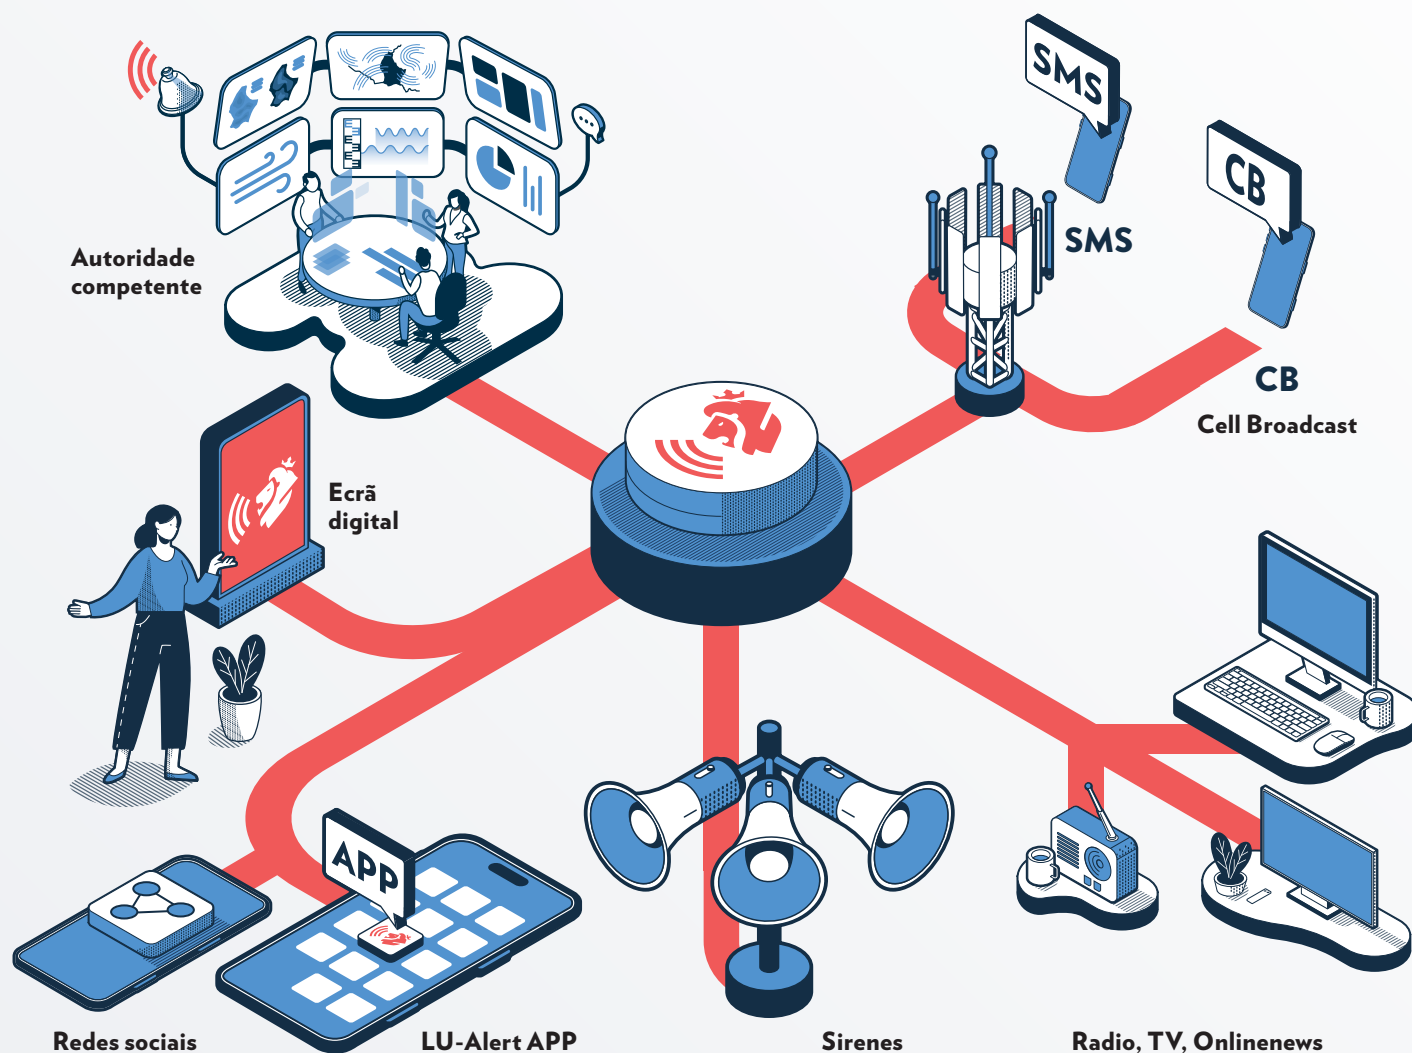 SMS
CB
SMS
Autoridade
competente
CB
Cell Broadcast
Ecrã
digital
APP
Redes sociais
LU-Alert APP
Sirenes
Radio, TV, Onlinenews